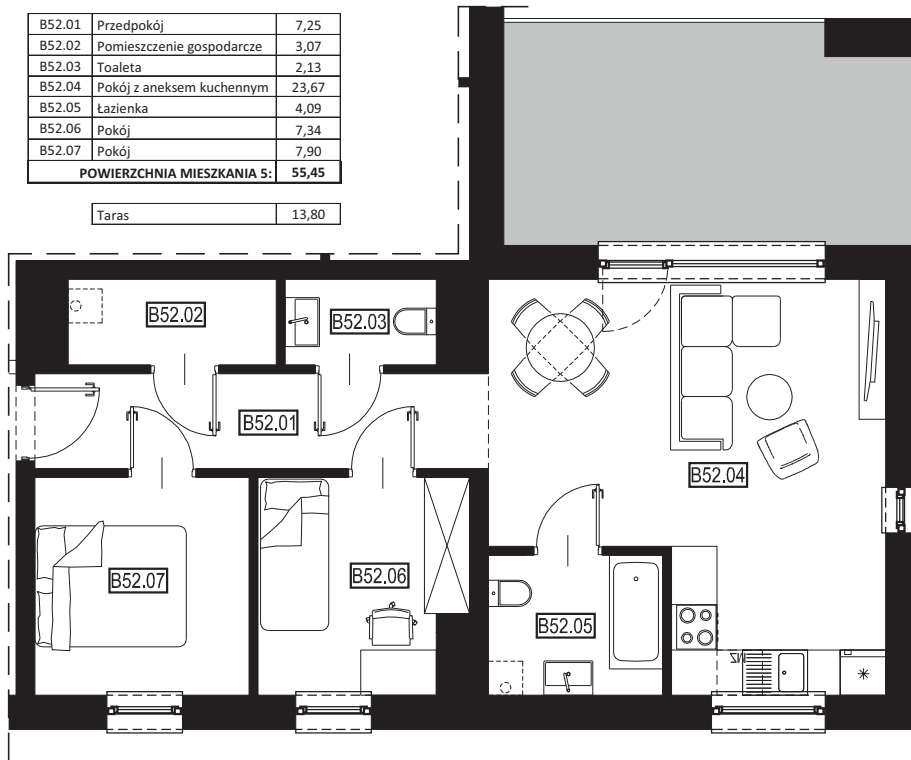 B52.01 Przedpokój 7,25
B52.02 Pomieszczenie gospodarcze 3,07
B52.03 Toaleta 2,13
B52.04 Pokój z aneksem kuchennym 23,67
B52.05 Łazienka 4,09
B52.06 Pokój 7,34
B52.07 Pokój 7,90
POWIERZCHNIA MIESZKANIA 5: 55,45
Taras 13,80
B52.02
B52.03
B52.01
B52.04
B52.07
B52.06
B52.05
ZM